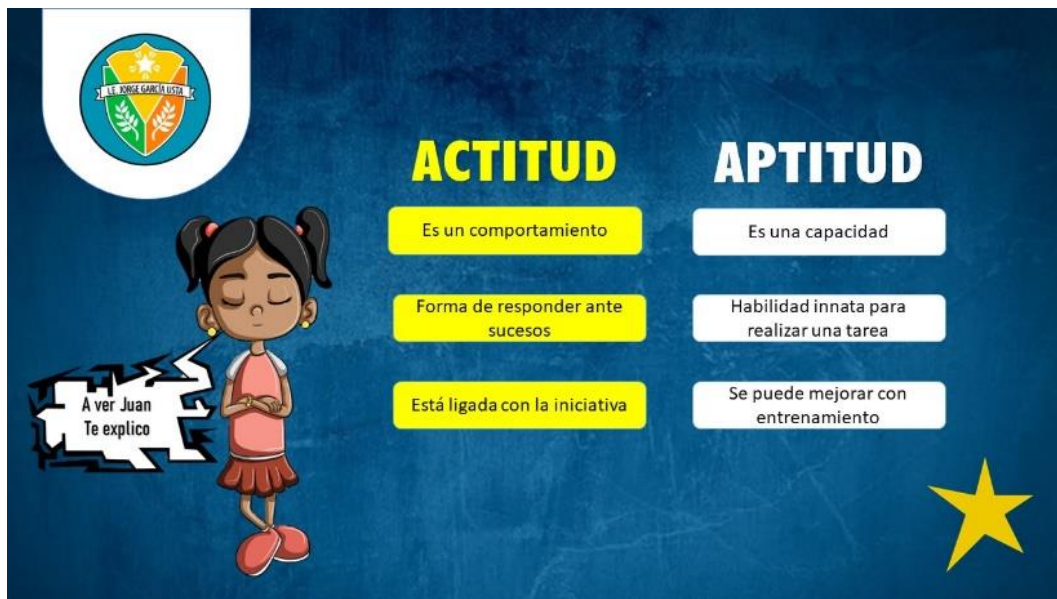 I.E. JORGE GARCÍA USTA
ACTITUD
Es un comportamiento
Forma de responder ante
sucesos
Está ligada con la iniciativa
APTITUD
Es una capacidad
Habilidad innata para
realizar una tarea
Se puede mejorar con
entrenamiento
A ver Juan
Te explico